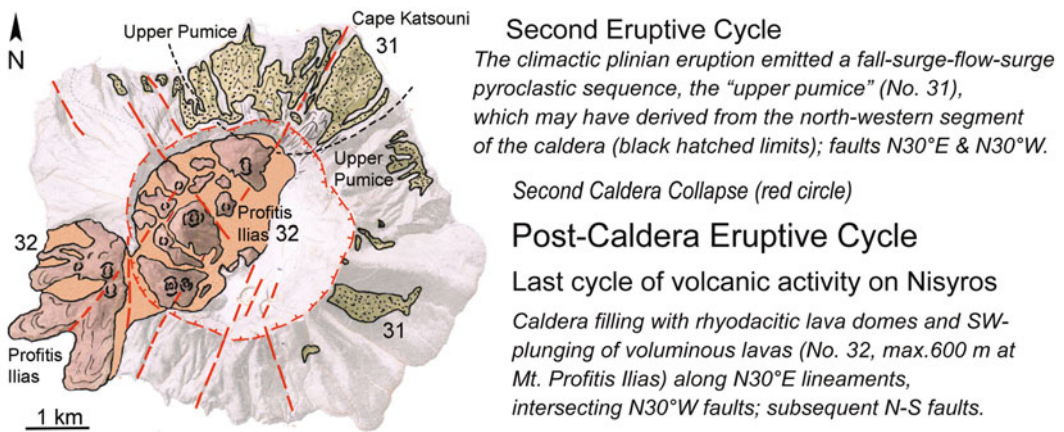 N
Upper Pumice
Cape Katsouni
31
Upper
Pumice
Profitis
Ilias
32
32
31
Profitis
Ilias
1 km
Second Eruptive Cycle
The climactic plinian eruption emitted a fall-surge-flow-surge
pyroclastic sequence, the “upper pumice” (No. 31),
which may have derived from the north-western segment
of the caldera (black hatched limits); faults N30°E & N30°W.
Second Caldera Collapse (red circle)
Post-Caldera Eruptive Cycle
Last cycle of volcanic activity on Nisyros
Caldera filling with rhyodacitic lava domes and SW-
plunging of voluminous lavas (No. 32, max.600 m at
Mt. Profitis Ilias) along N30°E lineaments,
intersecting N30°W faults; subsequent N-S faults.